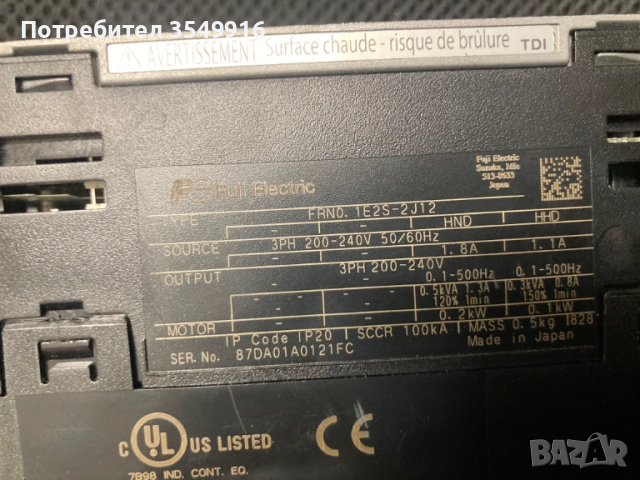 Потребител 3549916
AVERTISSEMENT Surface chaude - risque de brûlure TDI
Fuji Electric
Suzuka, Mie
513-8633
Japan
Fuji Electric
TYPE FRN0. 1E2S-2J12
- - HND HHD
SOURCE 3PH 200-240V 50/60Hz
- - 1. 8A 1. 1A
OUTPUT 3PH 200-240V
- - 0. 1-500Hz 0. 1-500Hz
- - 0. 5kVA 1. 3A 0. 3kVA 0. 8A
120% 1min 150% 1min
MOTOR - - 0. 2kW 0. 1kW
IP Code IP20 SCCR 100kA MASS 0. 5kg 1828
SER. No. 87DA01A0121FC Made in Japan
C UL US LISTED CE
7B98 IND. CONT. EQ.
BAZAR